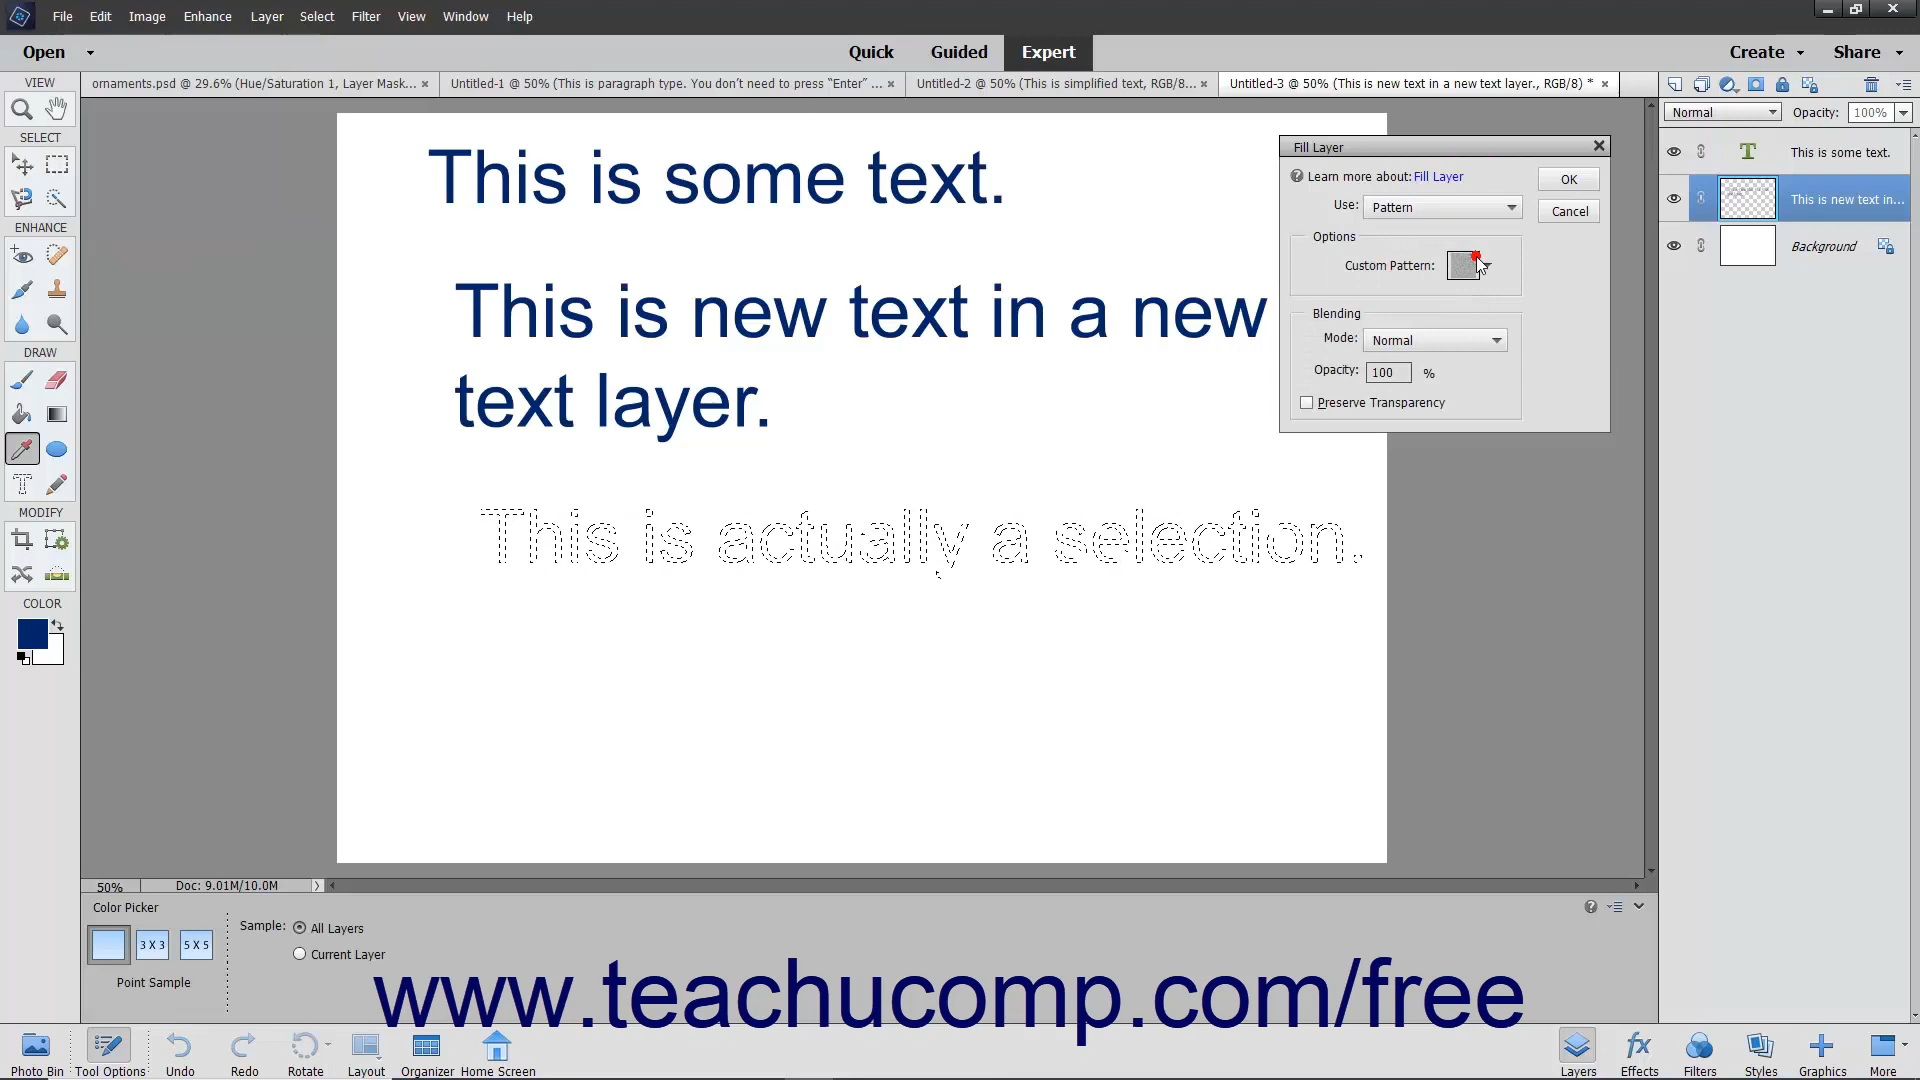 File Edit Image Enhance Layer Select Filter View Window Help
Open Quick Guided Expert Create Share
VIEW
ornaments.psd @ 29.6% (Hue/Saturation 1, Layer Mask... ×
Untitled-1 @ 50% (This is paragraph type. You don't need to press "Enter" ... ×
Untitled-2 @ 50% (This is simplified text, RGB/8... ×
Untitled-3 @ 50% (This is new text in a new text layer., RGB/8) * ×
Normal Opacity: 100%
SELECT
ENHANCE
DRAW
MODIFY
COLOR
This is some text.
This is new text in a new
text layer.
This is actually a selection.
Fill Layer
Learn more about: Fill Layer
OK
Use: Pattern
Cancel
Options
Custom Pattern:
Blending
Mode: Normal
Opacity: 100 %
Preserve Transparency
This is some text.
This is new text in...
Background
50% Doc: 9.01M/10.0M
Color Picker
Sample: All Layers
Current Layer
3 X 3 5 X 5
Point Sample
www.teachucomp.com/free
Photo Bin Tool Options Undo Redo Rotate Layout Organizer Home Screen
Layers Effects Filters Styles Graphics More